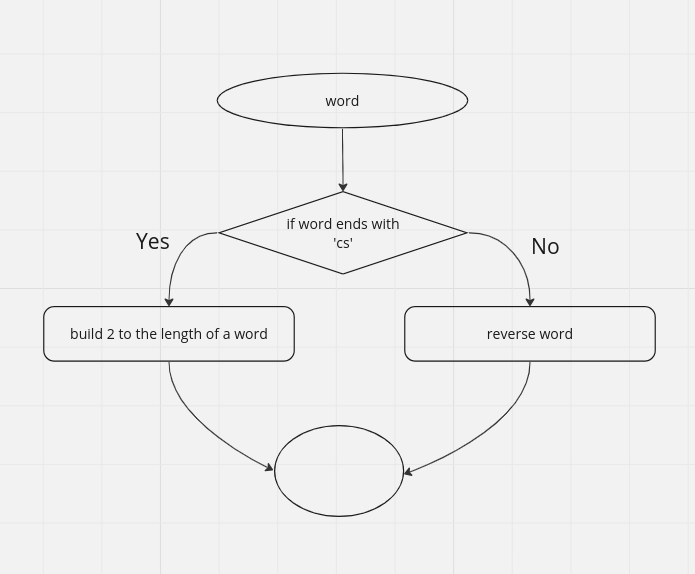 word
if word ends with
'cs'
Yes
No
build 2 to the length of a word
reverse word